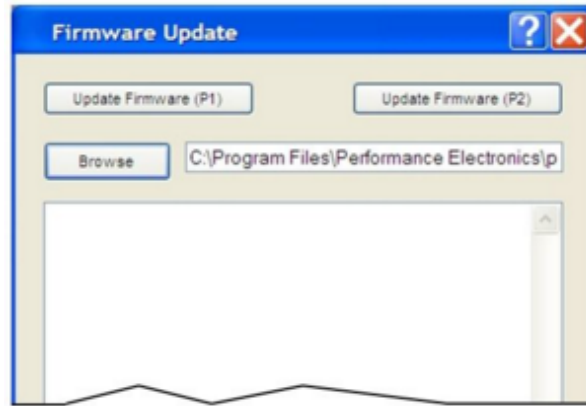 Firmware Update
Update Firmware (P1) Update Firmware (P2)
Browse C:\Program Files\Performance Electronics\p